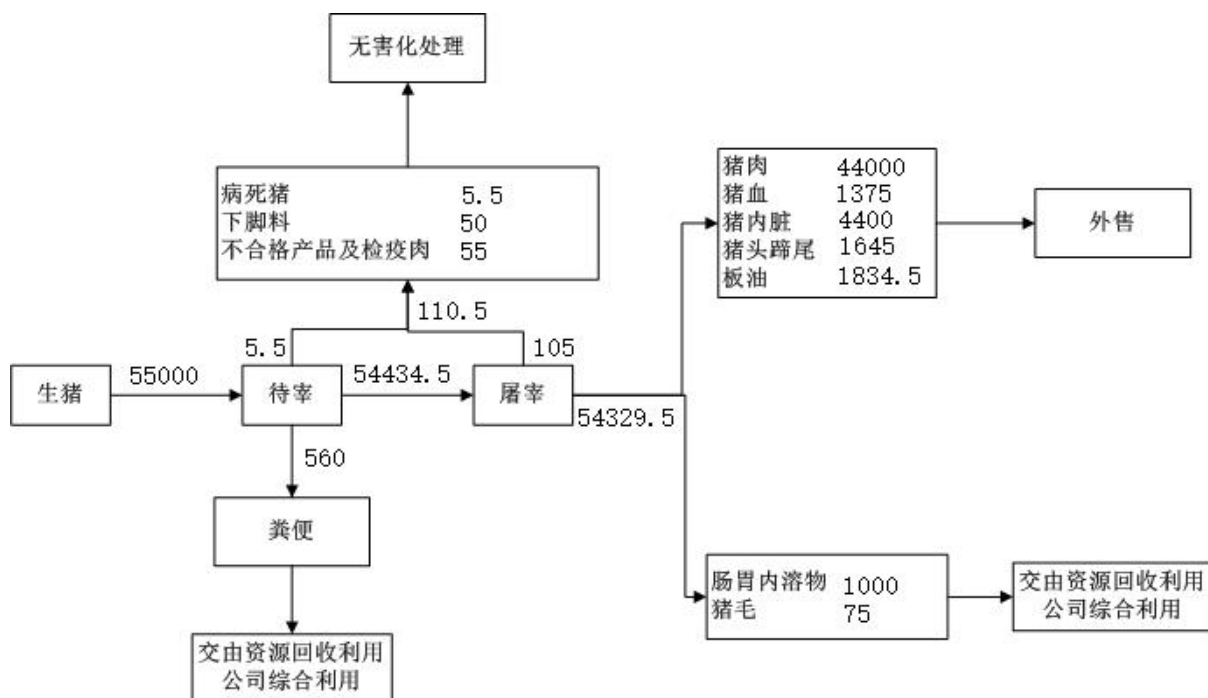 无害化处理
病死猪 5.5
下脚料 50
不合格产品及检疫肉 55
猪肉 44000
猪血 1375
猪内脏 4400
猪头蹄尾 1645
板油 1834.5
外售
110.5
5.5
105
生猪
55000
待宰
54434.5
屠宰
54329.5
560
粪便
肠胃内溶物 1000
猪毛 75
交由资源回收利用
公司综合利用
交由资源回收利用
公司综合利用